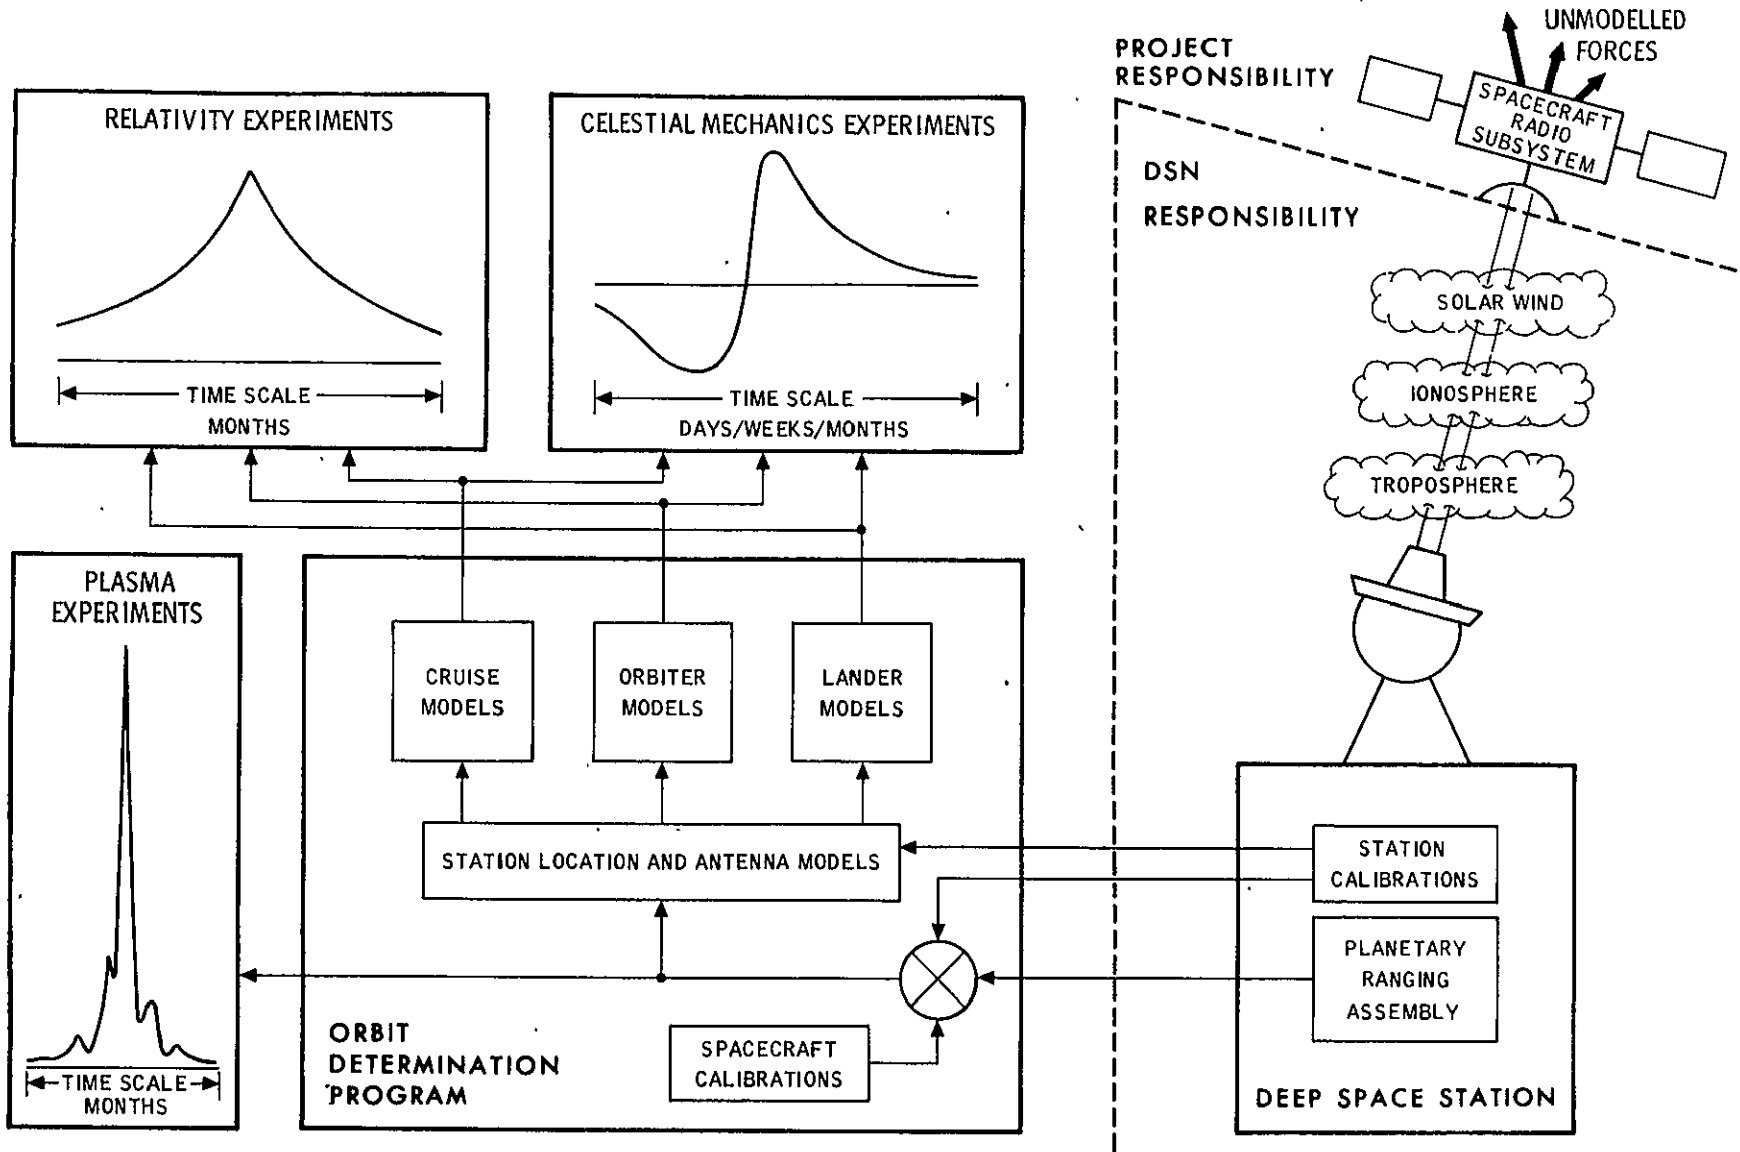 UNMODELLED
FORCES
PROJECT
RESPONSIBILITY
SPACECRAFT
RADIO
SUBSYSTEM
DSN
RESPONSIBILITY
SOLAR WIND
IONOSPHERE
TROPOSPHERE
RELATIVITY EXPERIMENTS
TIME SCALE
MONTHS
CELESTIAL MECHANICS EXPERIMENTS
TIME SCALE
DAYS/WEEKS/MONTHS
PLASMA
EXPERIMENTS
TIME SCALE
MONTHS
CRUISE
MODELS
ORBITER
MODELS
LANDER
MODELS
STATION LOCATION AND ANTENNA MODELS
SPACECRAFT
CALIBRATIONS
ORBIT
DETERMINATION
PROGRAM
STATION
CALIBRATIONS
PLANETARY
RANGING
ASSEMBLY
DEEP SPACE STATION